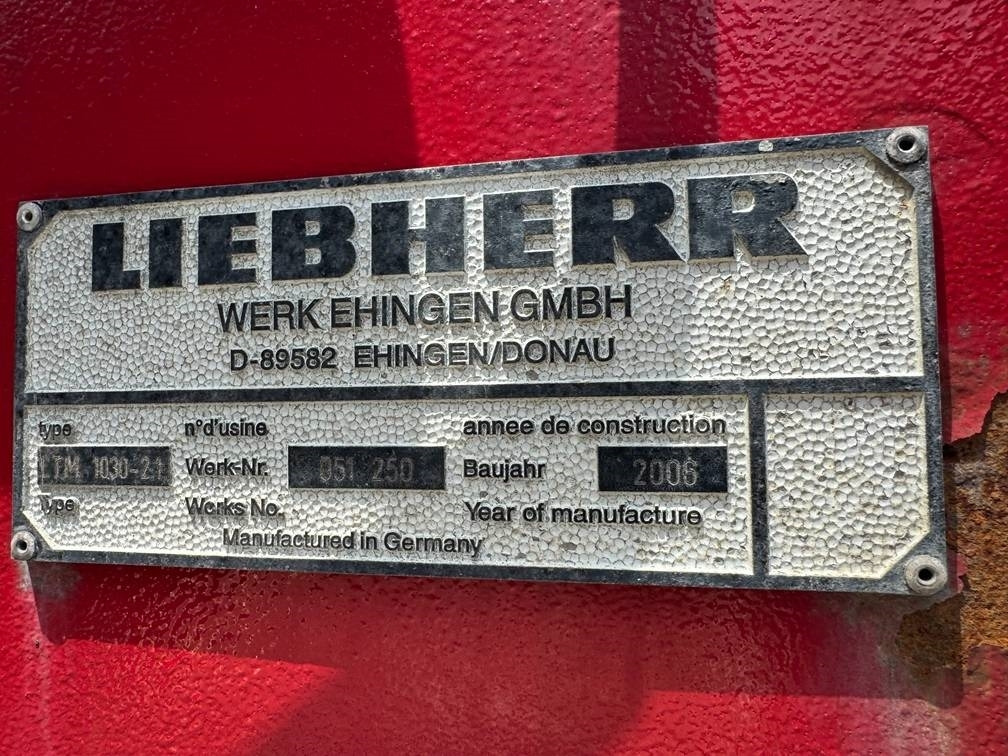 LIEBHERR
WERK EHINGEN GMBH
D-89582 EHINGEN/DONAU
type n°d'usine annee de construction
LTM 1030-2.1 Werk-Nr. 051 250 Baujahr 2006
Type Works No. Year of manufacture
Manufactured in Germany